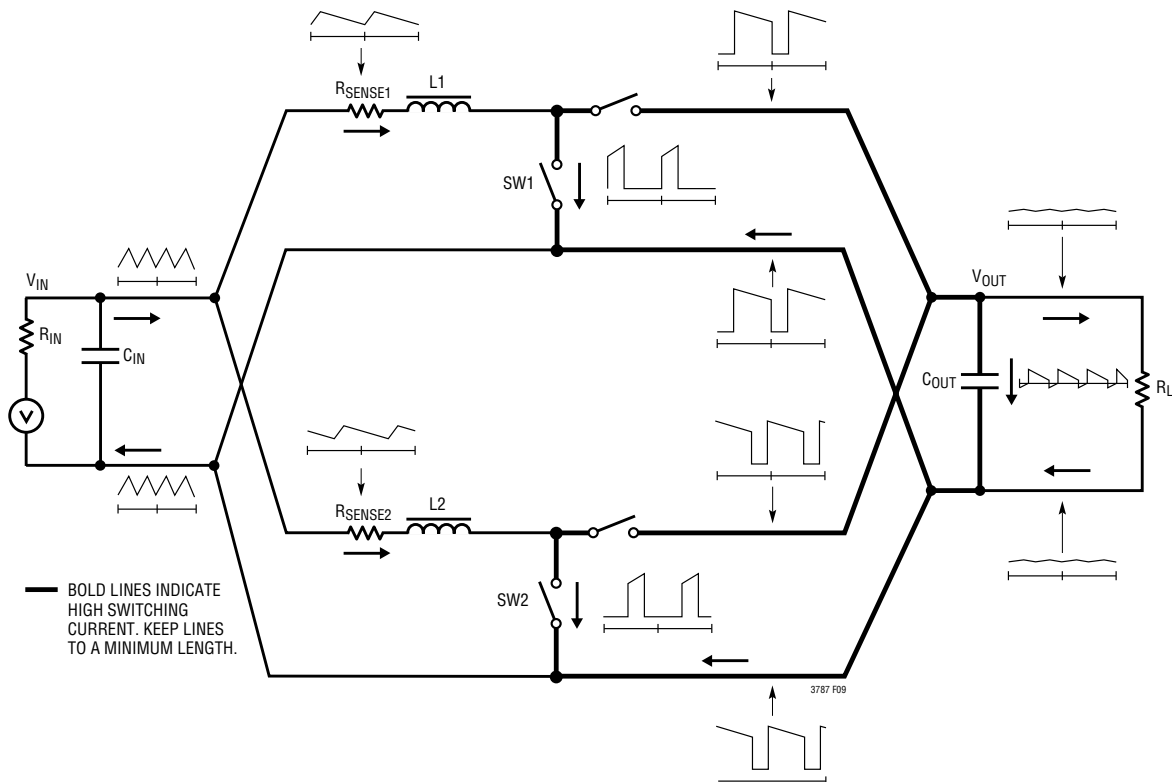 RSENSE1
L1
SW1
VIN
RIN
CIN
V
VOUT
COUT
RL
RSENSE2
L2
SW2
BOLD LINES INDICATE
HIGH SWITCHING
CURRENT. KEEP LINES
TO A MINIMUM LENGTH.
3787 F09